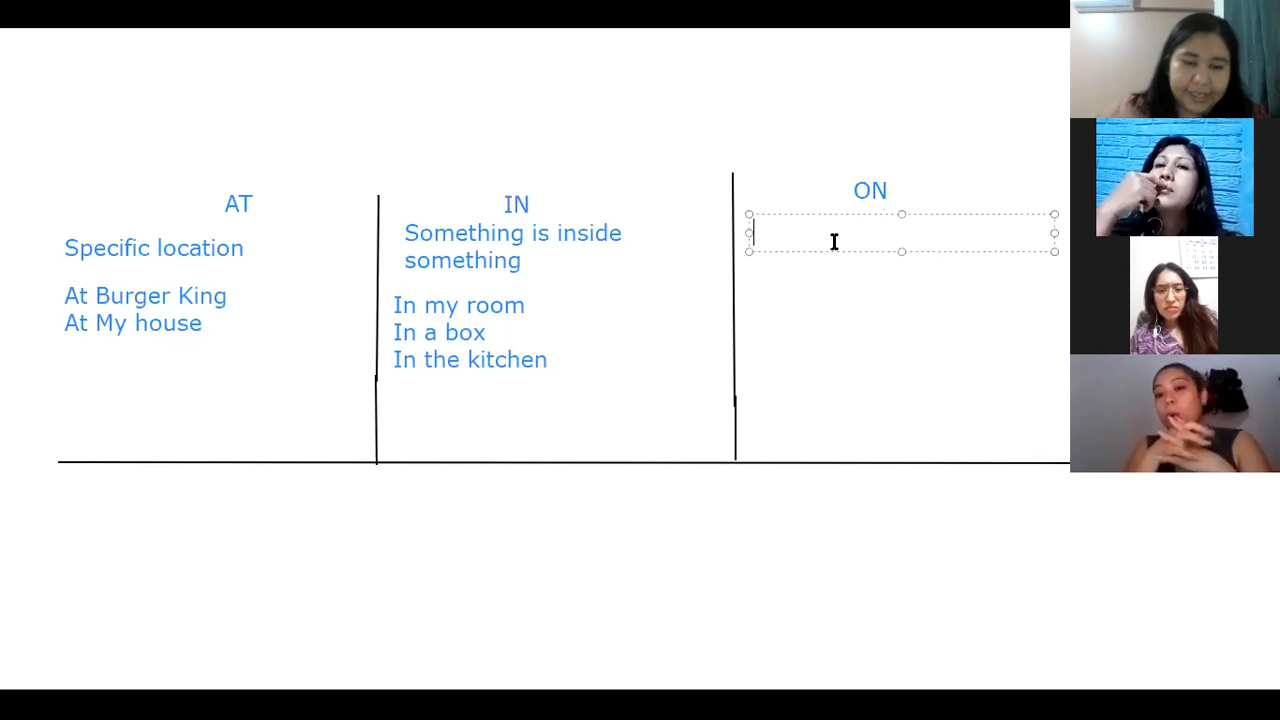 AT
Specific location
At Burger King
At My house
IN
Something is inside
something
In my room
In a box
In the kitchen
ON